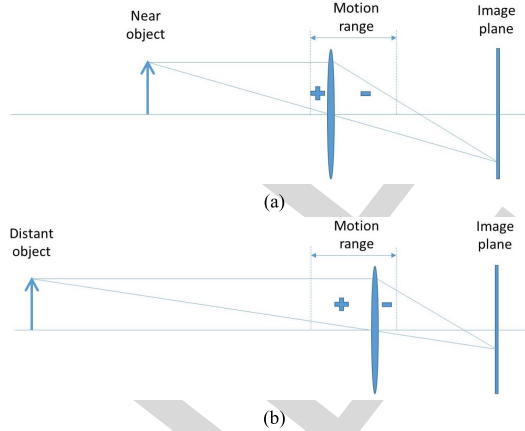 Near
object
Motion
range
Image
plane
(a)
Distant
object
Motion
range
Image
plane
(b)